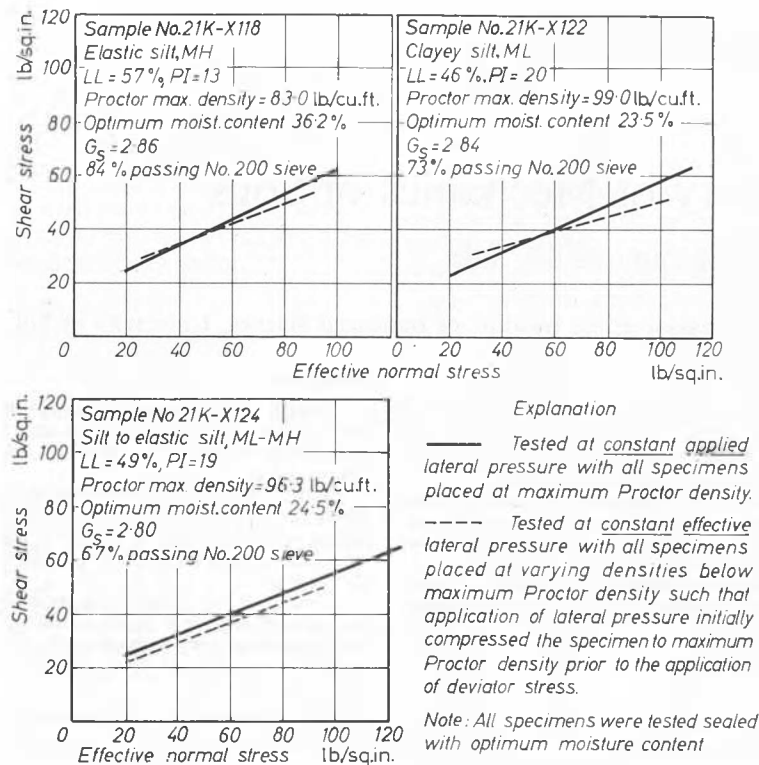 Sample No.21K-X118
Elastic silt, MH
LL = 57%, PI = 13
Proctor max. density = 83·0 lb/cu.ft.
Optimum moist. content 36·2 %
GS = 2·86
84 % passing No. 200 sieve
120
100
80
60
40
20
0 20 40 60 80 100
lb/sq.in.
Shear stress
Sample No.21K-X122
Clayey silt, ML
LL = 46 %, PI = 20
Proctor max. density = 99·0 lb/cu.ft.
Optimum moist. content 23·5 %
GS = 2·84
73% passing No. 200 sieve
0 20 40 60 80 100 120
Effective normal stress lb/sq.in.
Sample No 21K-X124
Silt to elastic silt, ML-MH
LL = 49%, PI = 19
Proctor max. density = 96·3 lb/cu.ft.
Optimum moist. content 24·5 %
GS = 2·80
67% passing No. 200 sieve
120
100
80
60
40
20
0 20 40 60 80 100 120
lb/sq.in.
Shear stress
Effective normal stress lb/sq.in.
Explanation
Tested at constant applied
lateral pressure with all specimens
placed at maximum Proctor density.
Tested at constant effective
lateral pressure with all specimens
placed at varying densities below
maximum Proctor density such that
application of lateral pressure initially
compressed the specimen to maximum
Proctor density prior to the application
of deviator stress.
Note: All specimens were tested sealed
with optimum moisture content